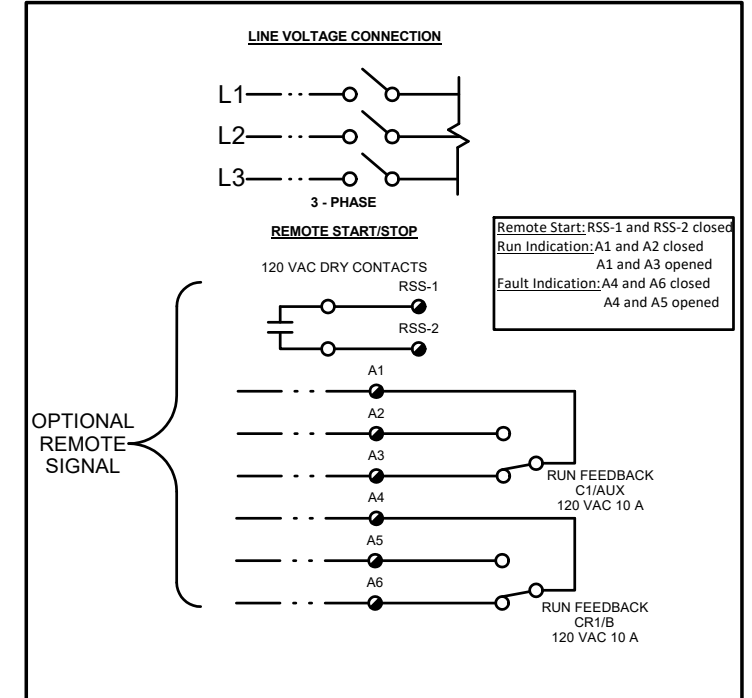 LINE VOLTAGE CONNECTION
L1
L2
L3
3 - PHASE
REMOTE START/STOP
Remote Start: RSS-1 and RSS-2 closed
Run Indication: A1 and A2 closed
A1 and A3 opened
Fault Indication: A4 and A6 closed
A4 and A5 opened
120 VAC DRY CONTACTS
RSS-1
RSS-2
A1
A2
A3
A4
A5
A6
OPTIONAL
REMOTE
SIGNAL
RUN FEEDBACK
C1/AUX
120 VAC 10 A
RUN FEEDBACK
CR1/B
120 VAC 10 A